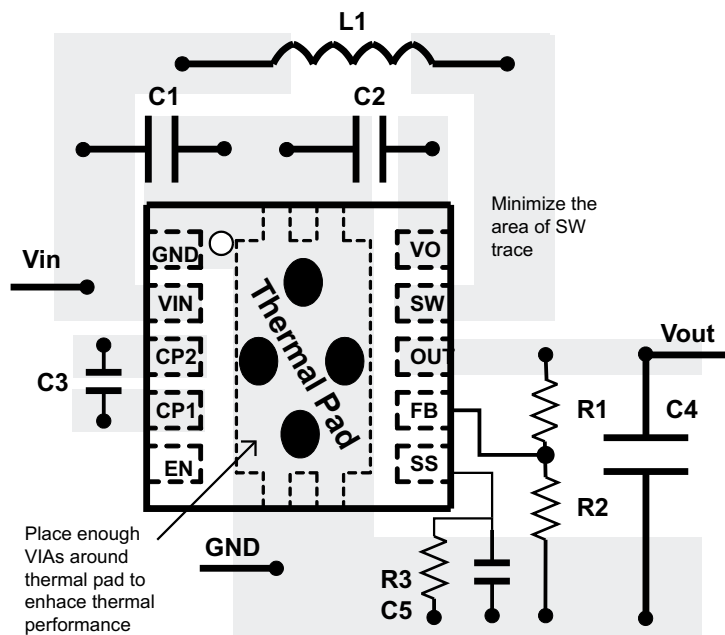 L1
C1
C2
Minimize the
area of SW
trace
GND
VO
Vin
VIN
SW
Thermal Pad
CP2
OUT
Vout
C3
CP1
FB
R1
C4
EN
SS
R2
Place enough
VIAs around
thermal pad to
enhace thermal
performance
GND
R3
C5